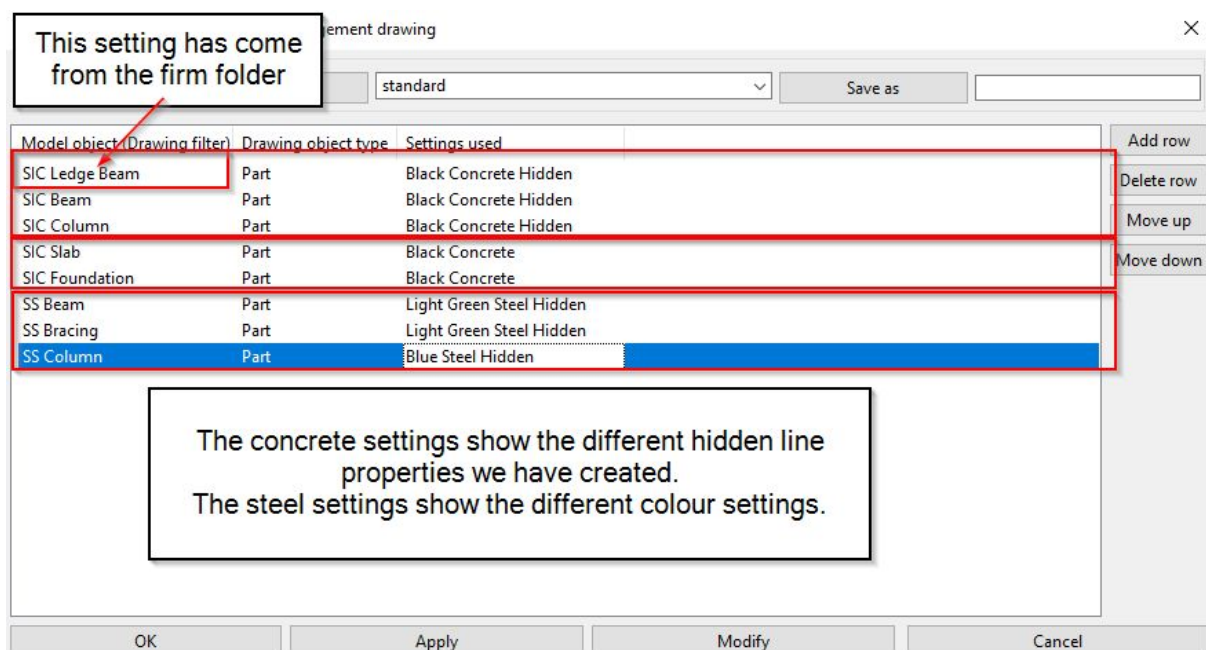 This setting has come
from the firm folder
gement drawing
standard
Save as
Model object (Drawing filter) Drawing object type Settings used
Add row
SIC Ledge Beam Part Black Concrete Hidden
Delete row
SIC Beam Part Black Concrete Hidden
Move up
SIC Column Part Black Concrete Hidden
SIC Slab Part Black Concrete
Move down
SIC Foundation Part Black Concrete
SS Beam Part Light Green Steel Hidden
SS Bracing Part Light Green Steel Hidden
SS Column Part Blue Steel Hidden
The concrete settings show the different hidden line
properties we have created.
The steel settings show the different colour settings.
OK Apply Modify Cancel